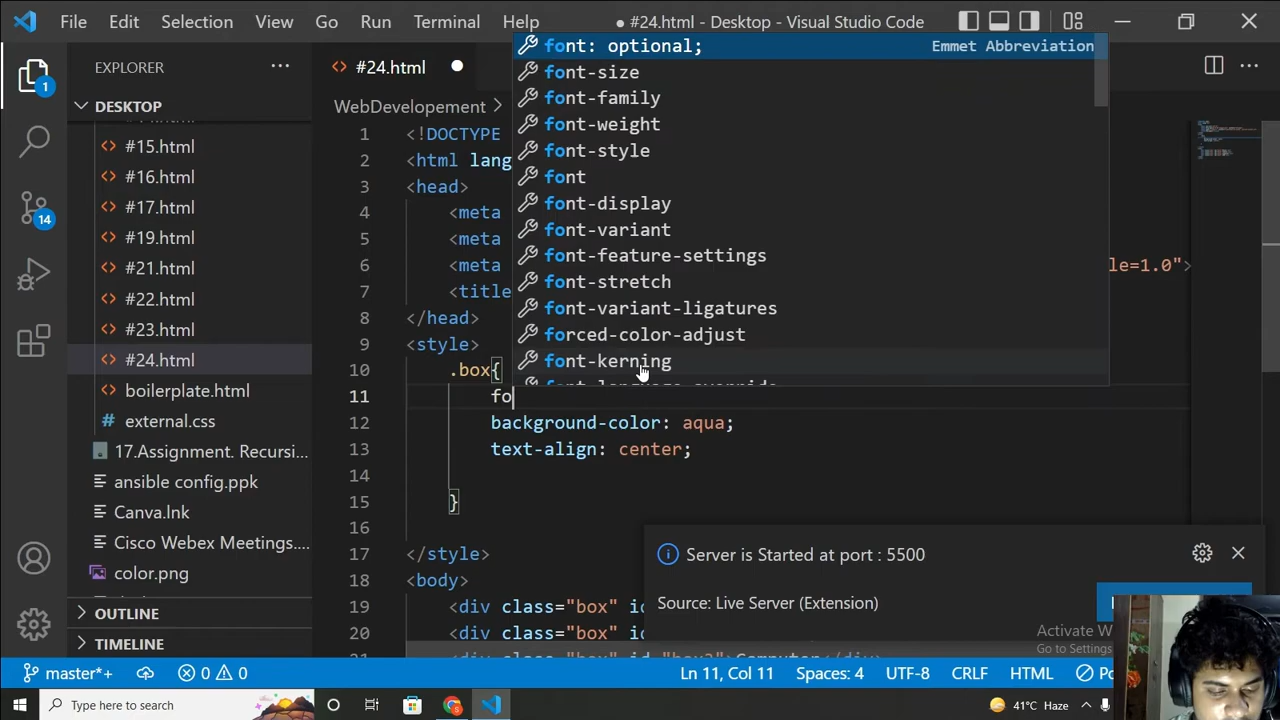 File Edit Selection View Go Run Terminal Help #24.html - Desktop - Visual Studio Code
EXPLORER
#24.html
1
DESKTOP
WebDevelopement
#15.html
#16.html
#17.html
#19.html
#21.html
#22.html
#23.html
#24.html
boilerplate.html
external.css
17.Assignment. Recursi...
ansible config.ppk
Canva.lnk
Cisco Webex Meetings....
color.png
OUTLINE
TIMELINE
14
font: optional; Emmet Abbreviation
font-size
font-family
font-weight
font-style
font
font-display
font-variant
font-feature-settings
font-stretch
font-variant-ligatures
forced-color-adjust
font-kerning
1 <!DOCTYPE
2 <html lang
3 <head>
4 <meta
5 <meta
6 <meta le=1.0">
7 <title
8 </head>
9 <style>
10 .box{
11 fo
12 background-color: aqua;
13 text-align: center;
14
15 }
16
17 </style>
18 <body>
19 <div class="box" id
20 <div class="box" id
Server is Started at port : 5500
Source: Live Server (Extension)
Activate W
Go to Settings
master*+ 0 0 Ln 11, Col 11 Spaces: 4 UTF-8 CRLF HTML Po
Type here to search 41°C Haze